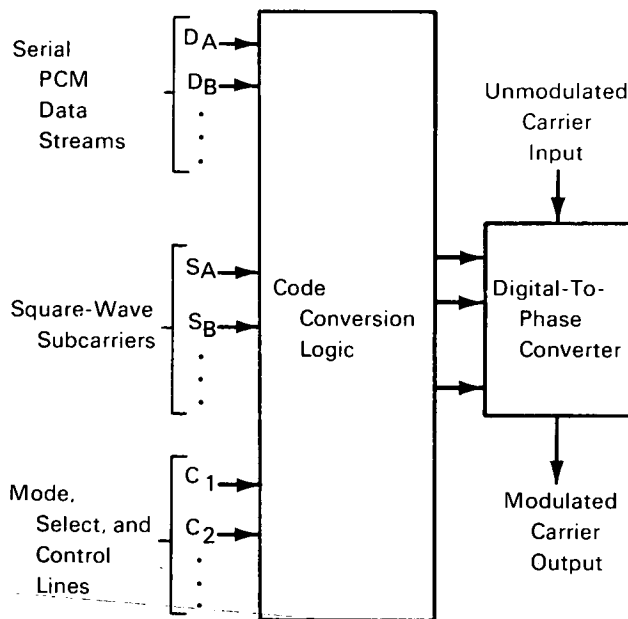 Serial
PCM
Data
Streams
DA
DB
Square-Wave
Subcarriers
SA
SB
Mode,
Select, and
Control
Lines
C1
C2
Code
Conversion
Logic
Unmodulated
Carrier
Input
Digital-To-
Phase
Converter
Modulated
Carrier
Output